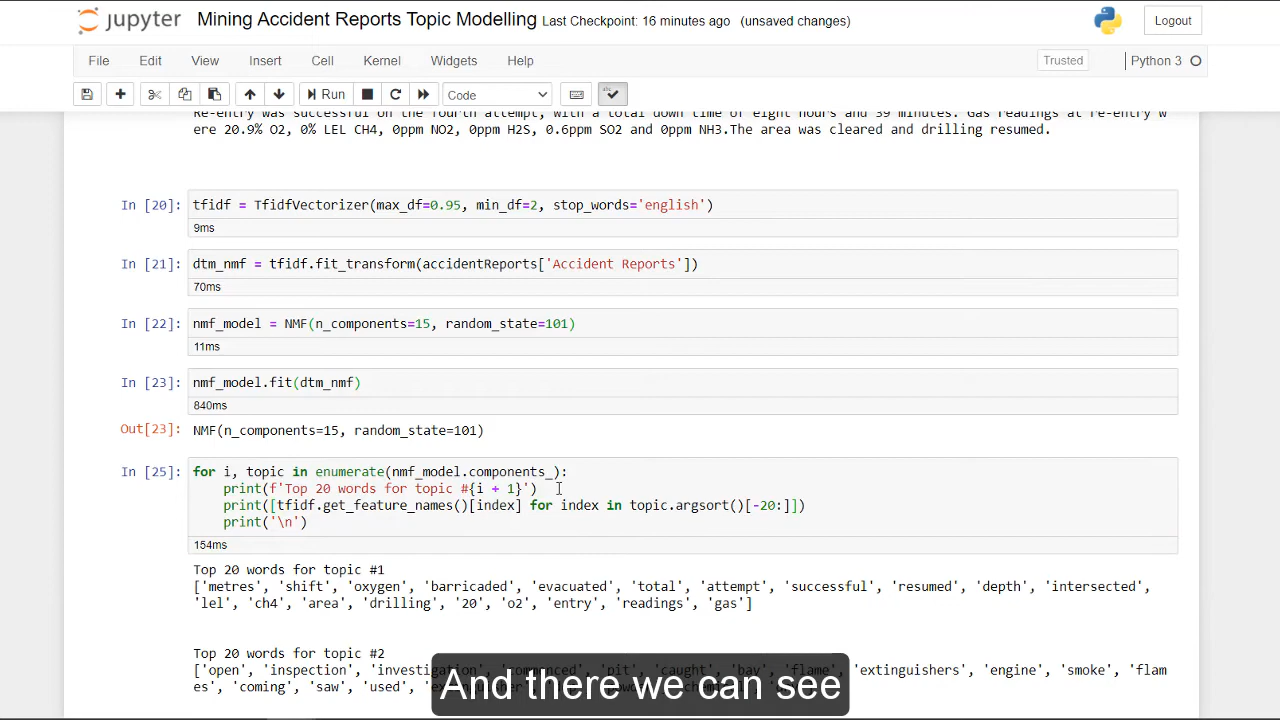 jupyter Mining Accident Reports Topic Modelling Last Checkpoint: 16 minutes ago (unsaved changes) Logout
File Edit View Insert Cell Kernel Widgets Help Trusted Python 3
Run Code
Re-entry was successful on the fourth attempt, with a total down time of eight hours and 39 minutes. Gas readings at re-entry w
ere 20.9% O2, 0% LEL CH4, 0ppm NO2, 0ppm H2S, 0.6ppm SO2 and 0ppm NH3.The area was cleared and drilling resumed.
In [20]: tfidf = TfidfVectorizer(max_df=0.95, min_df=2, stop_words='english')
9ms
In [21]: dtm_nmf = tfidf.fit_transform(accidentReports['Accident Reports'])
70ms
In [22]: nmf_model = NMF(n_components=15, random_state=101)
11ms
In [23]: nmf_model.fit(dtm_nmf)
840ms
Out[23]: NMF(n_components=15, random_state=101)
In [25]: for i, topic in enumerate(nmf_model.components_):
print(f'Top 20 words for topic #{i + 1}')
print([tfidf.get_feature_names()[index] for index in topic.argsort()[-20:]])
print('\n')
154ms
Top 20 words for topic #1
['metres', 'shift', 'oxygen', 'barricaded', 'evacuated', 'total', 'attempt', 'successful', 'resumed', 'depth', 'intersected',
'lel', 'ch4', 'area', 'drilling', '20', 'o2', 'entry', 'readings', 'gas']
Top 20 words for topic #2
['open', 'inspection', 'investigation', 'commenced', 'pit', 'caught', 'bay', 'flame', 'extinguishers', 'engine', 'smoke', 'flam
es', 'coming', 'saw', 'used',
And there we can see